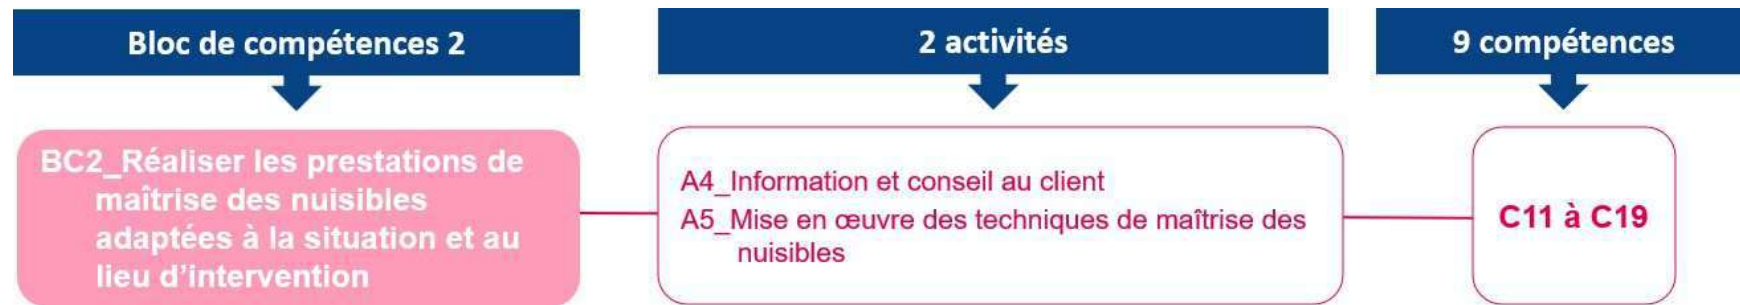 Bloc de compétences 2
2 activités
9 compétences
BC2_Réaliser les prestations de
maîtrise des nuisibles
adaptées à la situation et au
lieu d’intervention
A4_Information et conseil au client
A5_Mise en œuvre des techniques de maîtrise des
nuisibles
C11 à C19